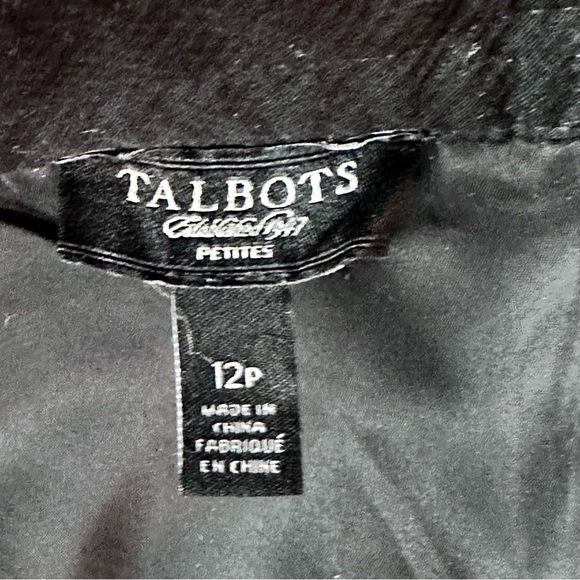 TALBOTS
PETITES
12P
MADE IN
CHINA
FABRIQUÉ
EN CHINE